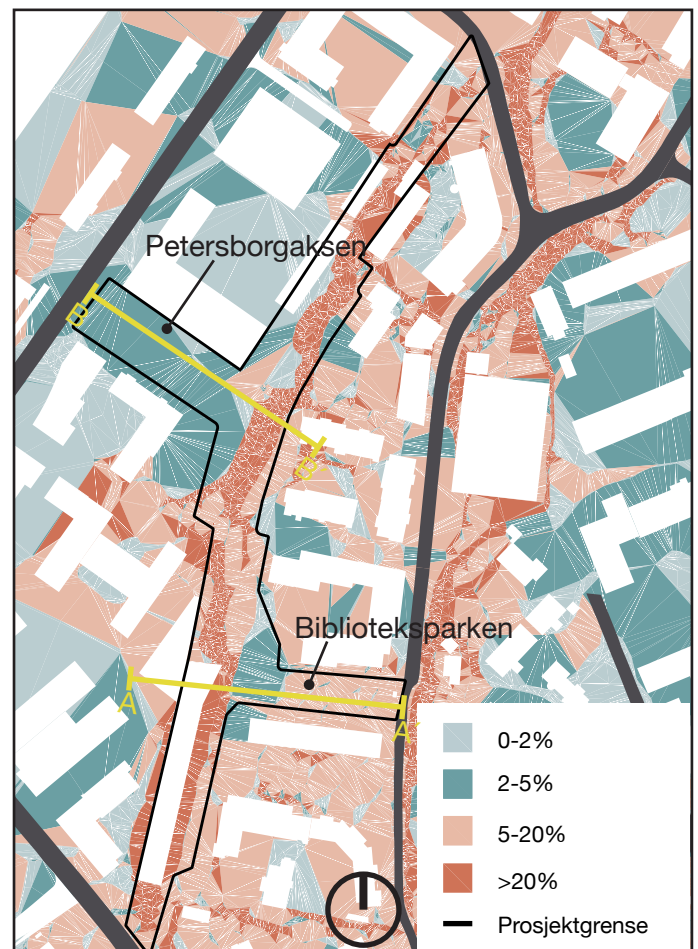 Petersborgaksen
B
B'
Biblioteksparken
A
A'
0-2%
2-5%
5-20%
>20%
Prosjektgrense